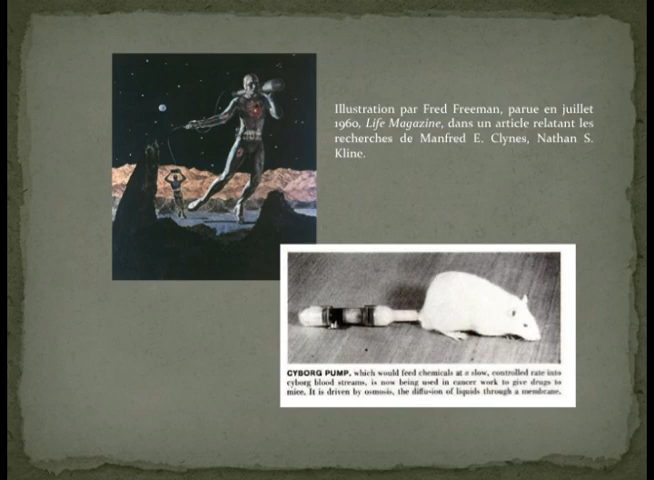 Illustration par Fred Freeman, parue en juillet
1960, Life Magazine, dans un article relatant les
recherches de Manfred E. Clynes, Nathan S.
Kline.
CYBORG PUMP, which would feed chemicals at a slow, controlled rate into
cyborg blood streams, is now being used in cancer work to give drugs to
mice. It is driven by osmosis, the diffusion of liquids through a membrane.